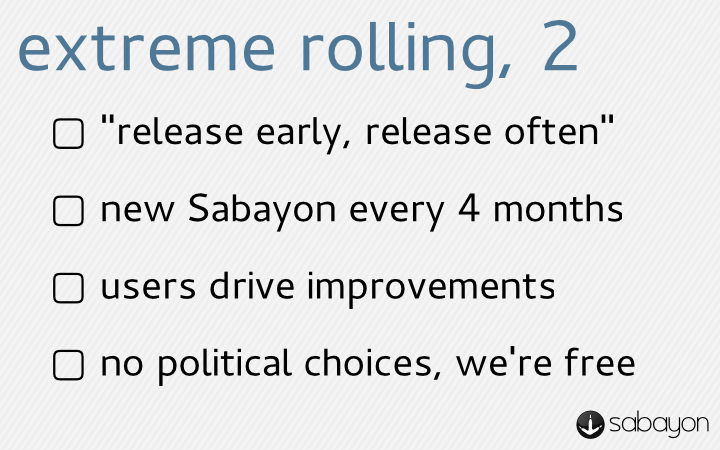 extreme rolling, 2
"release early, release often"
new Sabayon every 4 months
users drive improvements
no political choices, we're free
sabayon